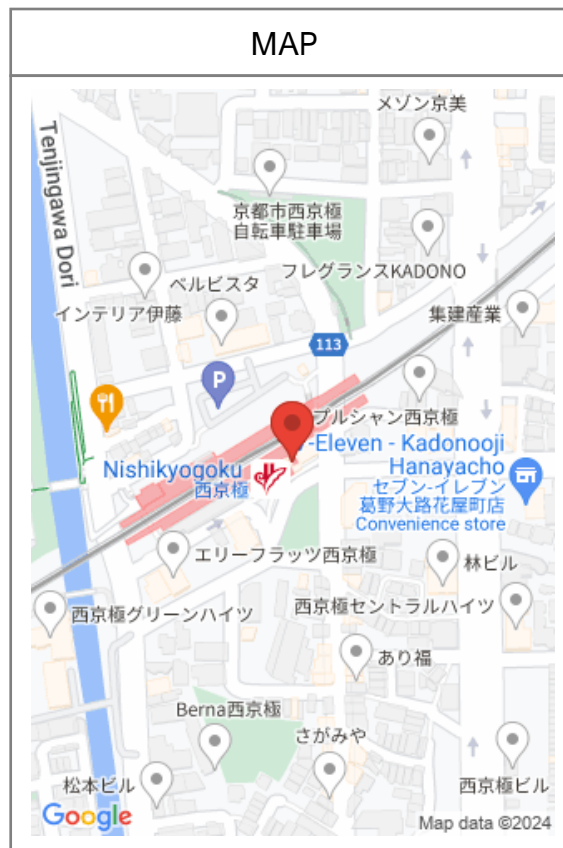 MAP
Tenjingawa Dori
メゾン京美
京都市西京極
自転車駐車場
フレグランスKADONO
ベルビスタ
インテリア伊藤
集建産業
113
P
プルシャン西京極
-Eleven - Kadonooji
Hanayacho
セブン-イレブン
葛野大路花屋町店
Convenience store
Nishikyogoku
西京極
エリーフラッツ西京極
林ビル
西京極グリーンハイツ
西京極セントラルハイツ
あり福
Berna西京極
さがみや
松本ビル
西京極ビル
Google
Map data ©2024